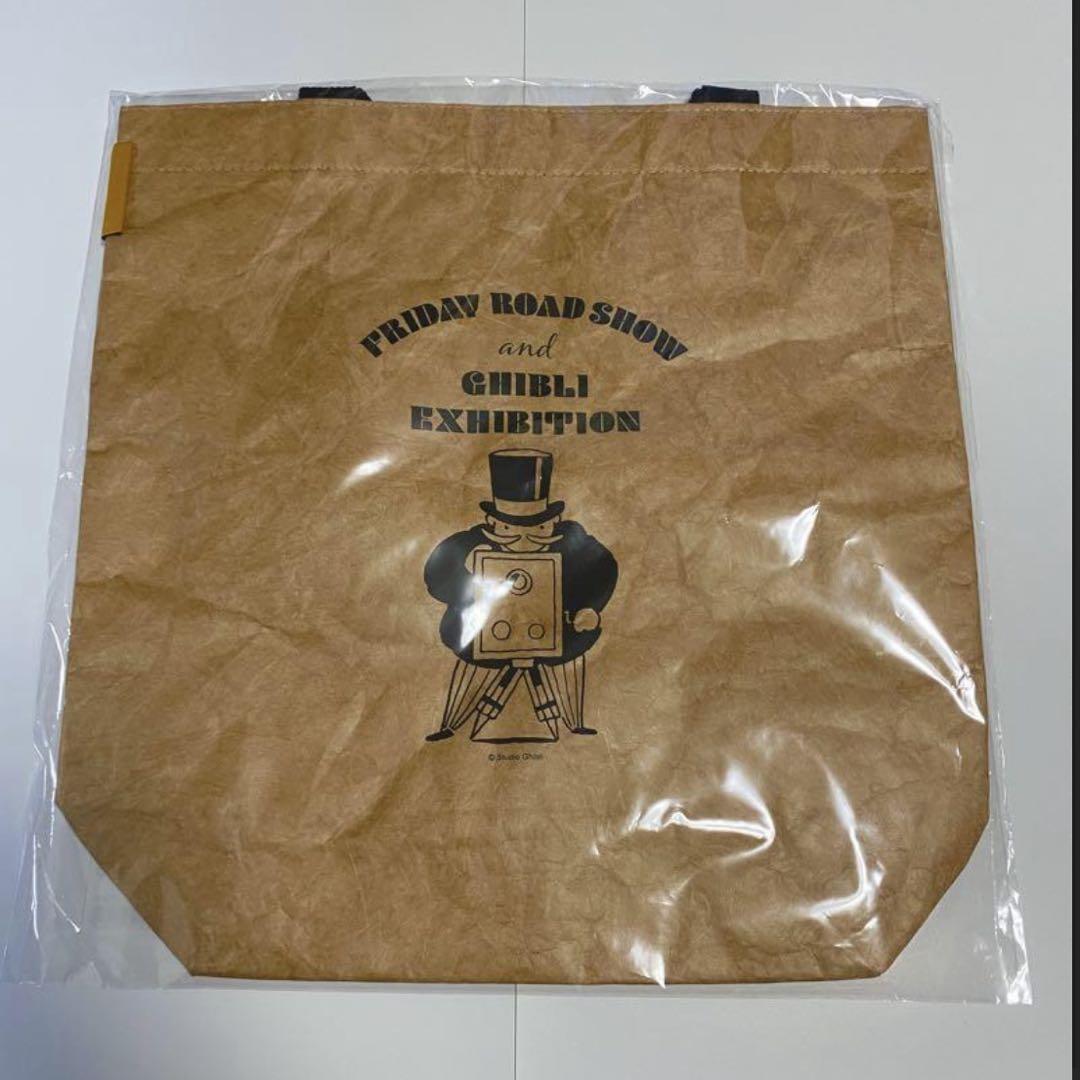 FRIDAY ROAD SHOW
and
GHIBLI
EXHIBITION
© Studio Ghibli